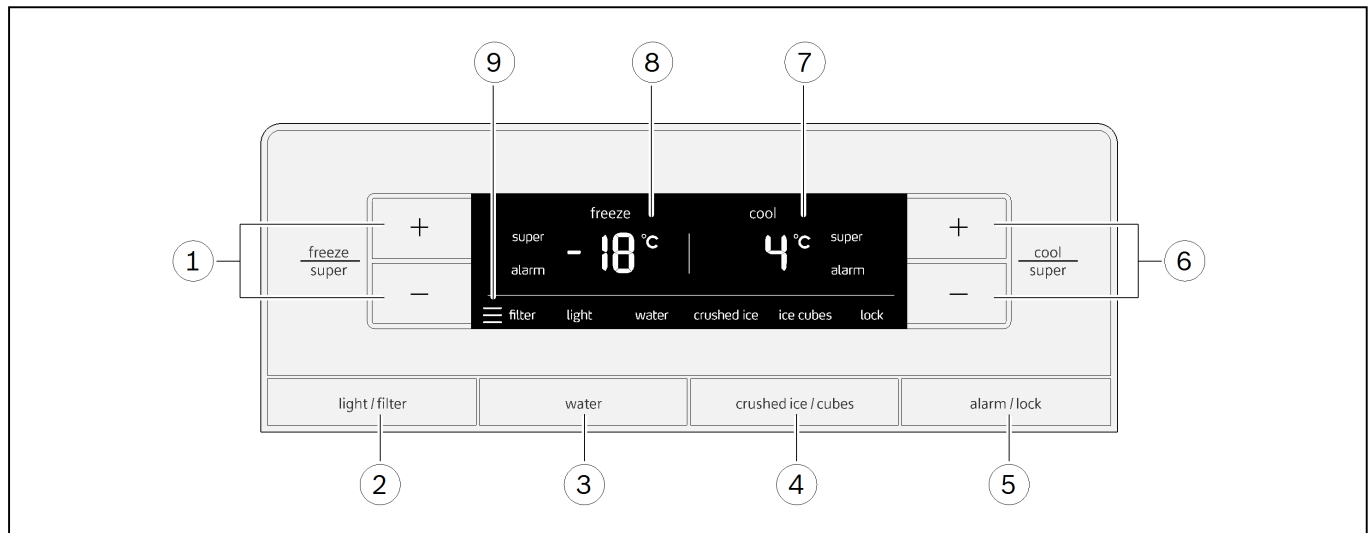 9 8 7
freeze cool
+ super -18 °C 4 °C super +
1 freeze super alarm alarm cool super 6
− −
filter light water crushed ice ice cubes lock
light / filter water crushed ice / cubes alarm / lock
2 3 4 5